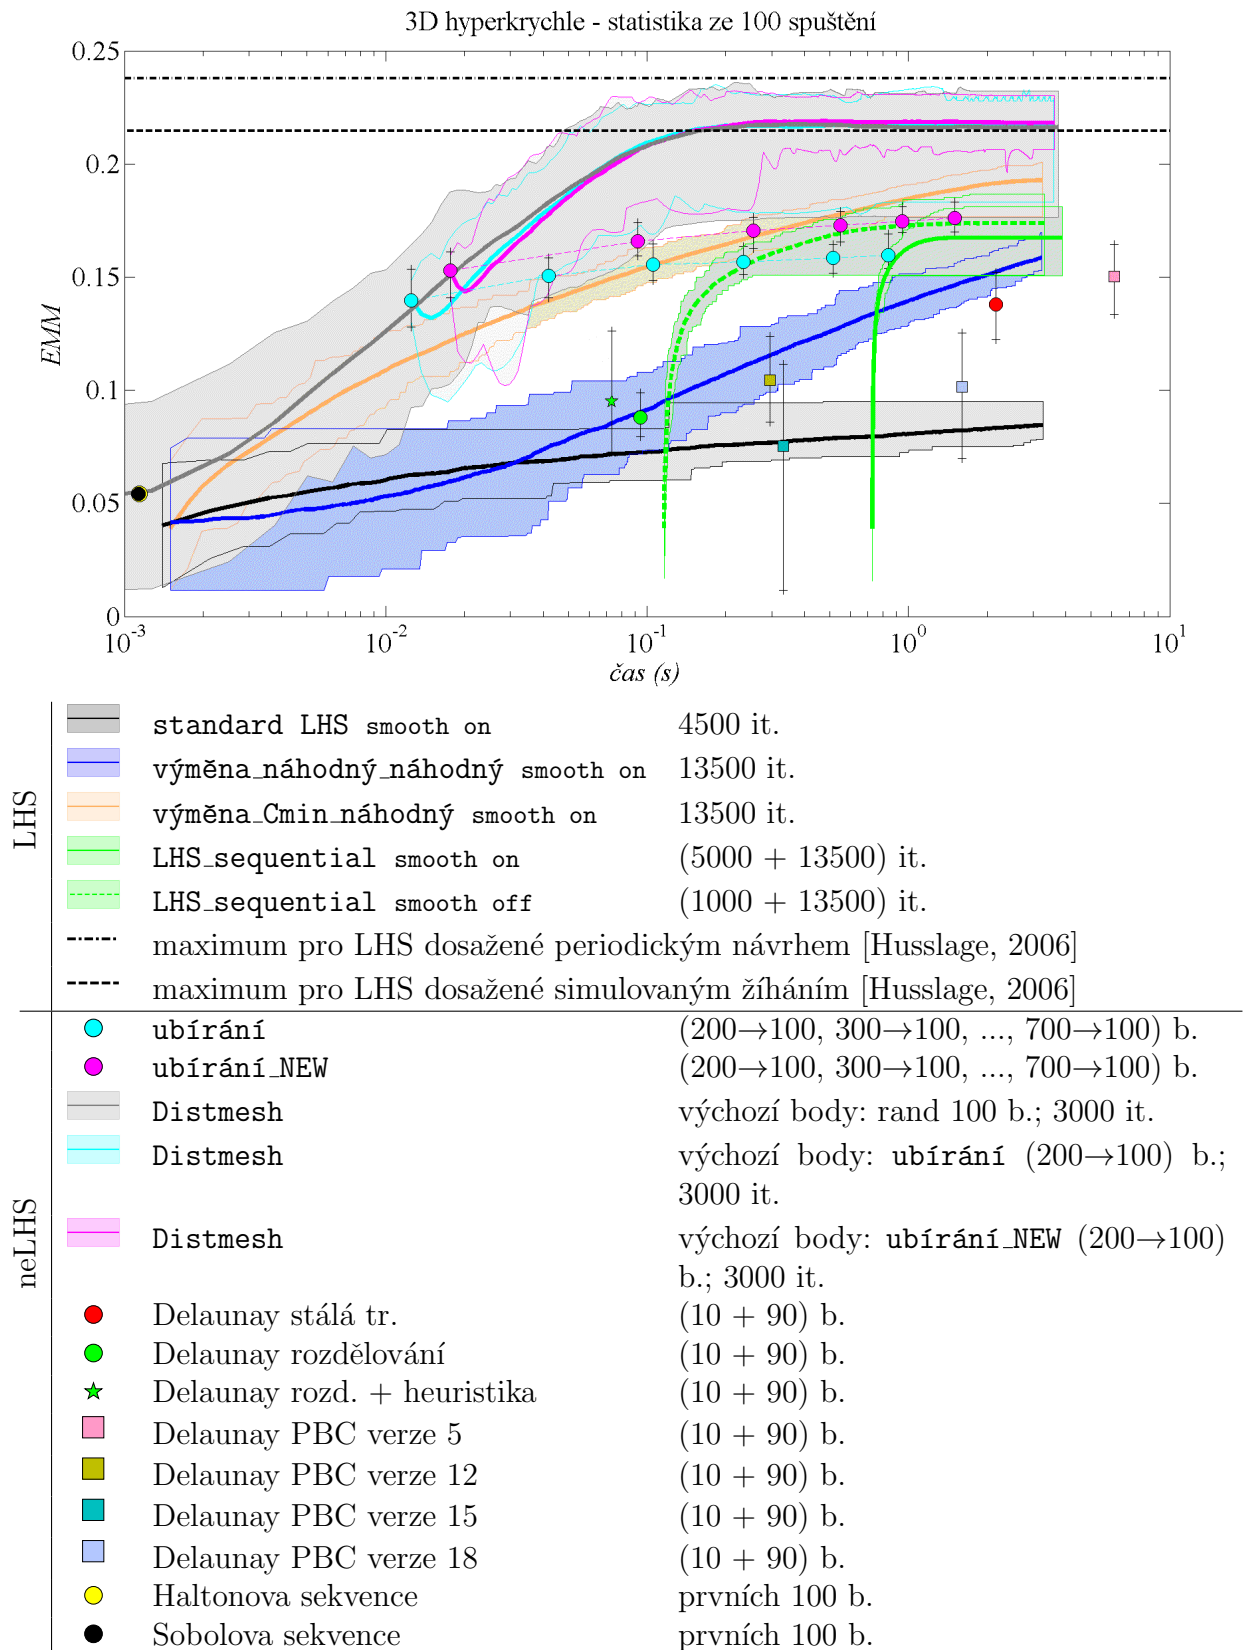 3D hyperkrychle - statistika ze 100 spuštění
0.25
0.2
0.15
0.1
0.05
0
EMM
10^-3
10^-2
10^-1
10^0
10^1
čas (s)
LHS
standard LHS smooth on 4500 it.
výměna_náhodný_náhodný smooth on 13500 it.
výměna_Cmin_náhodný smooth on 13500 it.
LHS_sequential smooth on (5000 + 13500) it.
LHS_sequential smooth off (1000 + 13500) it.
maximum pro LHS dosažené periodickým návrhem [Husslage, 2006]
maximum pro LHS dosažené simulovaným žíháním [Husslage, 2006]
neLHS
ubírání (200→100, 300→100, ..., 700→100) b.
ubírání_NEW (200→100, 300→100, ..., 700→100) b.
Distmesh výchozí body: rand 100 b.; 3000 it.
Distmesh výchozí body: ubírání (200→100) b.;
3000 it.
Distmesh výchozí body: ubírání_NEW (200→100)
b.; 3000 it.
Delaunay stálá tr. (10 + 90) b.
Delaunay rozdělování (10 + 90) b.
Delaunay rozd. + heuristika (10 + 90) b.
Delaunay PBC verze 5 (10 + 90) b.
Delaunay PBC verze 12 (10 + 90) b.
Delaunay PBC verze 15 (10 + 90) b.
Delaunay PBC verze 18 (10 + 90) b.
Haltonova sekvence prvních 100 b.
Sobolova sekvence prvních 100 b.